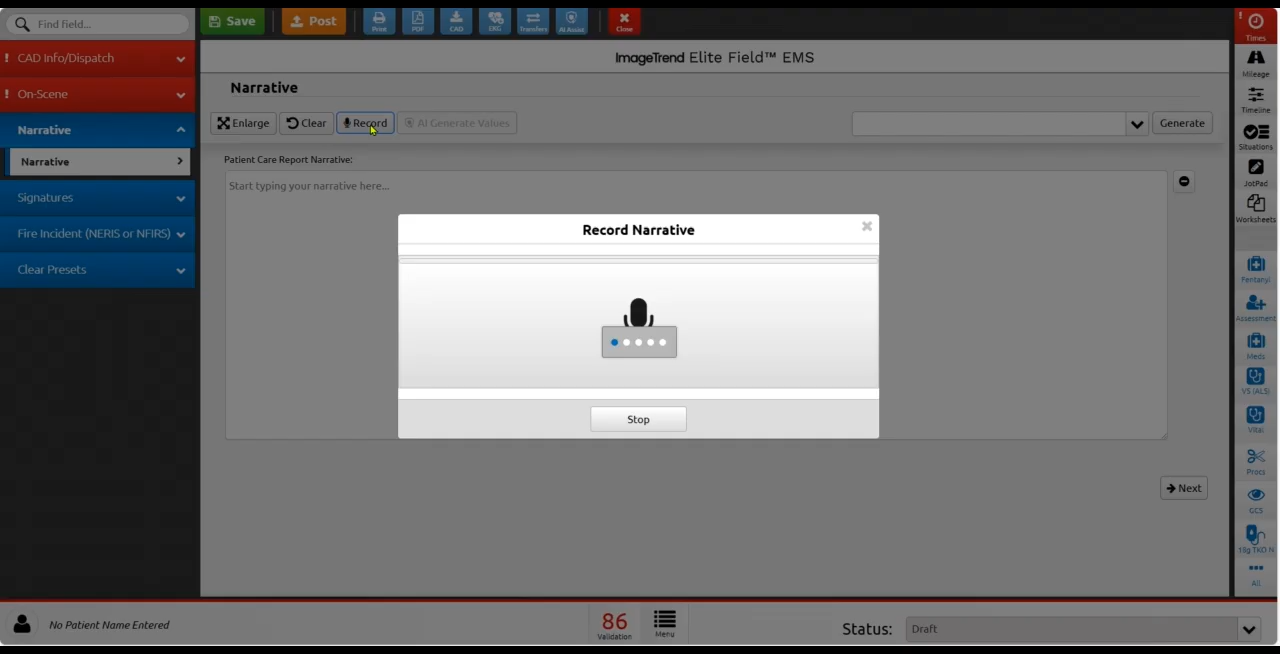 Find field...
Save
Post
Print
PDF
CAD
EKG
Transfers
AI Assist
Close
Times
! CAD Info/Dispatch
! On-Scene
Narrative
Narrative
Signatures
Fire Incident (NERIS or NFIRS)
Clear Presets
ImageTrend Elite Field™ EMS
Narrative
Enlarge
Clear
Record
AI Generate Values
Generate
Patient Care Report Narrative:
Start typing your narrative here...
Record Narrative
Stop
Next
Mileage
Timeline
Situations
JotPad
Worksheets
Fentanyl
Assessment
Meds
VS (ALS)
Vital
Procs
GCS
18g TKO N
All
No Patient Name Entered
86
Validation
Menu
Status:
Draft